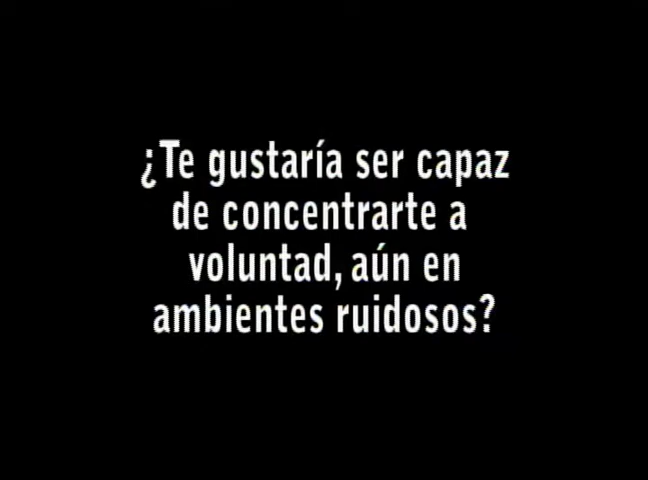 ¿Te gustaría ser capaz
de concentrarte a
voluntad, aún en
ambientes ruidosos?